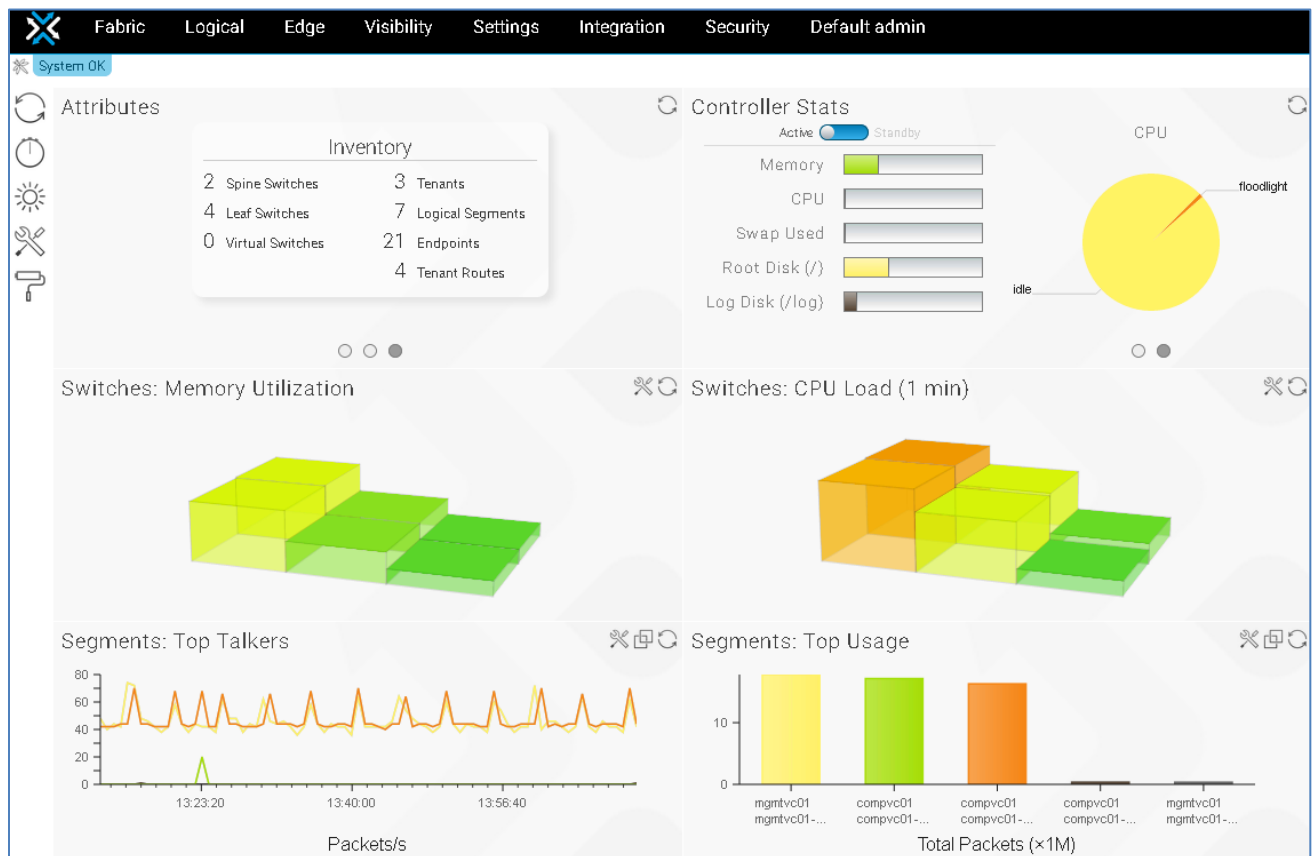 Fabric Logical Edge Visibility Settings Integration Security Default admin
System OK
Attributes
Inventory
2 Spine Switches 3 Tenants
4 Leaf Switches 7 Logical Segments
0 Virtual Switches 21 Endpoints
4 Tenant Routes
Controller Stats
Active Standby
Memory
CPU
Swap Used
Root Disk (/)
Log Disk (/log)
CPU
floodlight
idle
Switches: Memory Utilization
Switches: CPU Load (1 min)
Segments: Top Talkers
80
60
40
20
0
13:23:20 13:40:00 13:56:40
Packets/s
Segments: Top Usage
10
0
mgmtvc01 compvc01 compvc01 compvc01 mgmtvc01
mgmtvc01-... compvc01-... compvc01-... compvc01-... mgmtvc01-...
Total Packets (×1M)